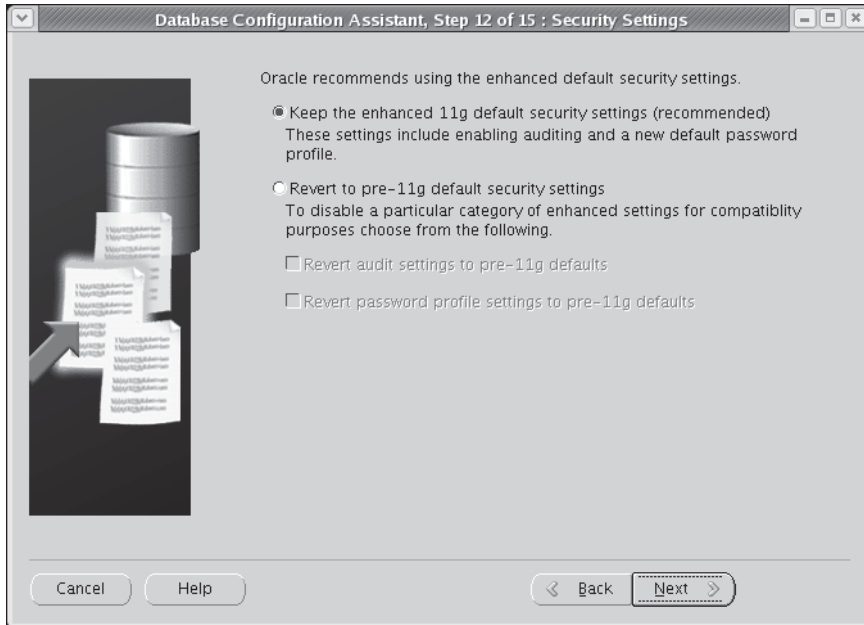 Database Configuration Assistant, Step 12 of 15 : Security Settings
Oracle recommends using the enhanced default security settings.
Keep the enhanced 11g default security settings (recommended)
These settings include enabling auditing and a new default password
profile.
Revert to pre-11g default security settings
To disable a particular category of enhanced settings for compatiblity
purposes choose from the following.
Revert audit settings to pre-11g defaults
Revert password profile settings to pre-11g defaults
Cancel
Help
Back
Next